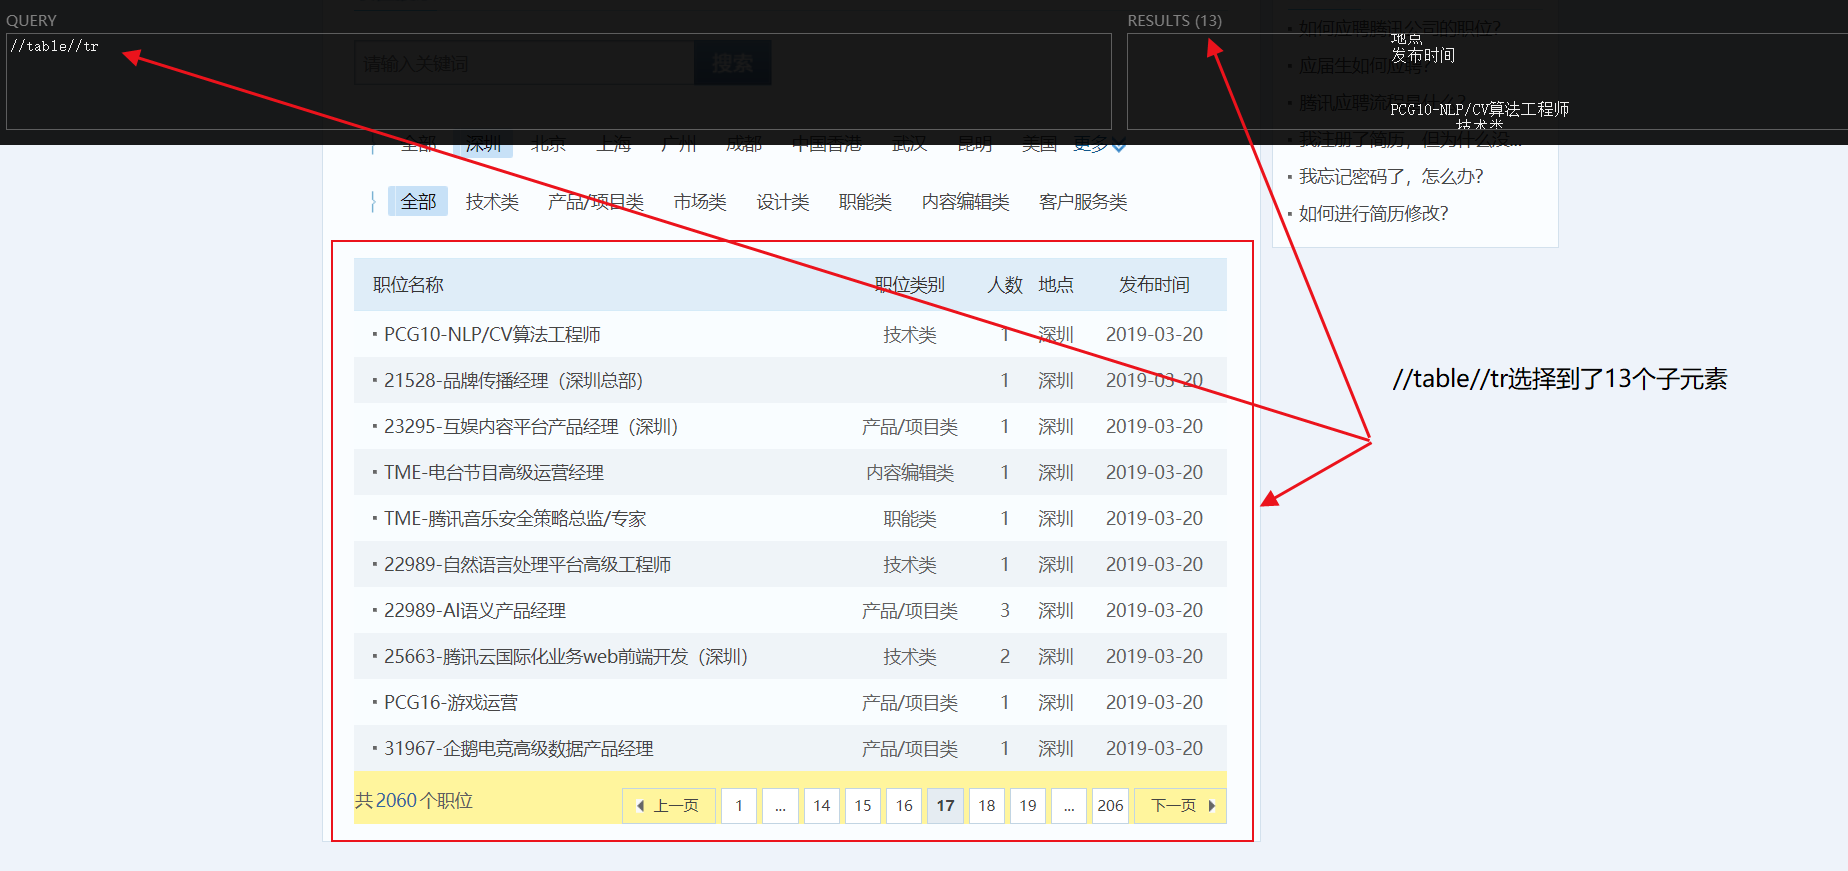 QUERY
//table//tr
RESULTS (13)
地点
发布时间
PCG10-NLP/CV算法工程师
技术类
请输入关键词
搜索
如何应聘腾讯公司的职位?
应届生如何应聘?
腾讯应聘流程是什么?
我注册了简历，但为什么没...
我忘记密码了，怎么办?
如何进行简历修改?
全部 深圳 北京 上海 广州 成都 中国香港 武汉 昆明 美国 更多
全部 技术类 产品/项目类 市场类 设计类 职能类 内容编辑类 客户服务类
职位名称 职位类别 人数 地点 发布时间
PCG10-NLP/CV算法工程师 技术类 1 深圳 2019-03-20
21528-品牌传播经理（深圳总部） 1 深圳 2019-03-20
23295-互娱内容平台产品经理（深圳） 产品/项目类 1 深圳 2019-03-20
TME-电台节目高级运营经理 内容编辑类 1 深圳 2019-03-20
TME-腾讯音乐安全策略总监/专家 职能类 1 深圳 2019-03-20
22989-自然语言处理平台高级工程师 技术类 1 深圳 2019-03-20
22989-AI语义产品经理 产品/项目类 3 深圳 2019-03-20
25663-腾讯云国际化业务web前端开发（深圳） 技术类 2 深圳 2019-03-20
PCG16-游戏运营 产品/项目类 1 深圳 2019-03-20
31967-企鹅电竞高级数据产品经理 产品/项目类 1 深圳 2019-03-20
共2060个职位 上一页 1 ... 14 15 16 17 18 19 ... 206 下一页
//table//tr选择到了13个子元素